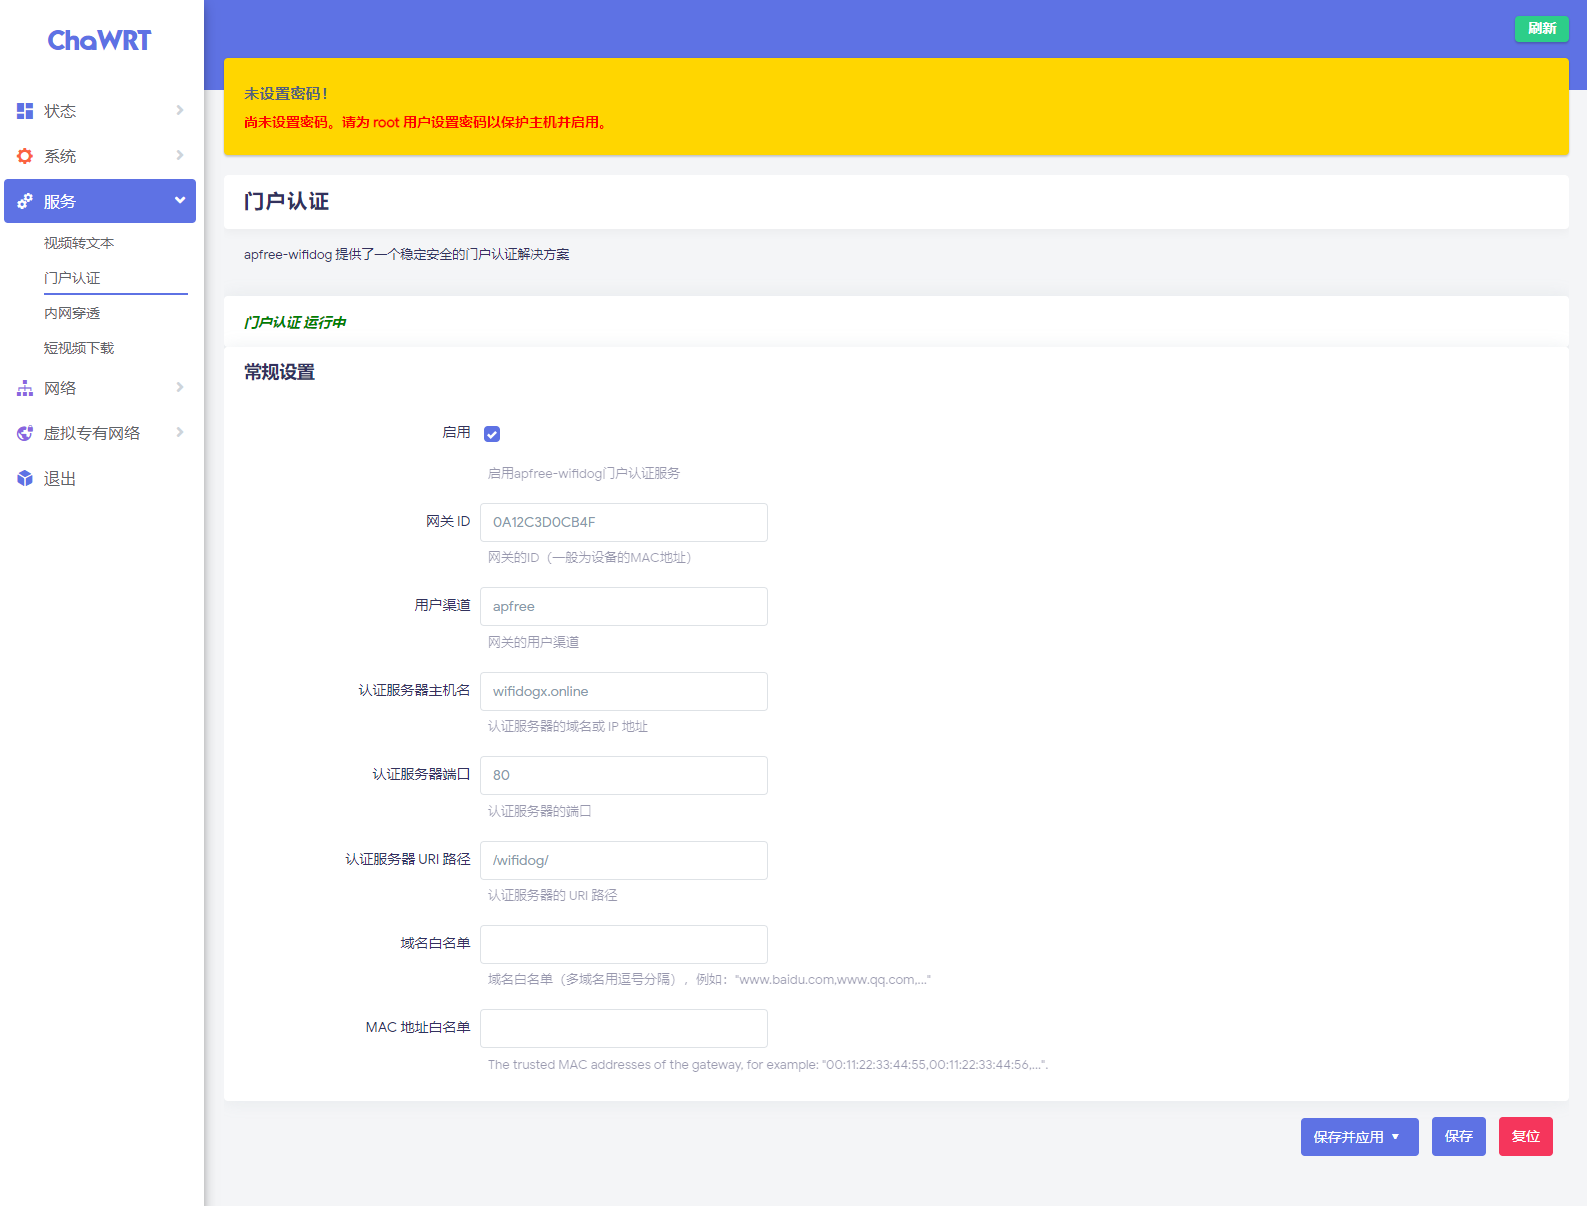 ChaWRT
刷新
未设置密码！
尚未设置密码。请为 root 用户设置密码以保护主机并启用。
状态
系统
服务
视频转文本
门户认证
内网穿透
短视频下载
网络
虚拟专有网络
退出
门户认证
apfree-wifidog 提供了一个稳定安全的门户认证解决方案
门户认证 运行中
常规设置
启用
启用apfree-wifidog门户认证服务
网关 ID
0A12C3D0CB4F
网关的ID（一般为设备的MAC地址）
用户渠道
apfree
网关的用户渠道
认证服务器主机名
wifidogx.online
认证服务器的域名或 IP 地址
认证服务器端口
80
认证服务器的端口
认证服务器 URI 路径
/wifidog/
认证服务器的 URI 路径
域名白名单
域名白名单（多域名用逗号分隔），例如："www.baidu.com,www.qq.com,..."
MAC 地址白名单
The trusted MAC addresses of the gateway, for example: "00:11:22:33:44:55,00:11:22:33:44:56,...".
保存并应用
保存
复位